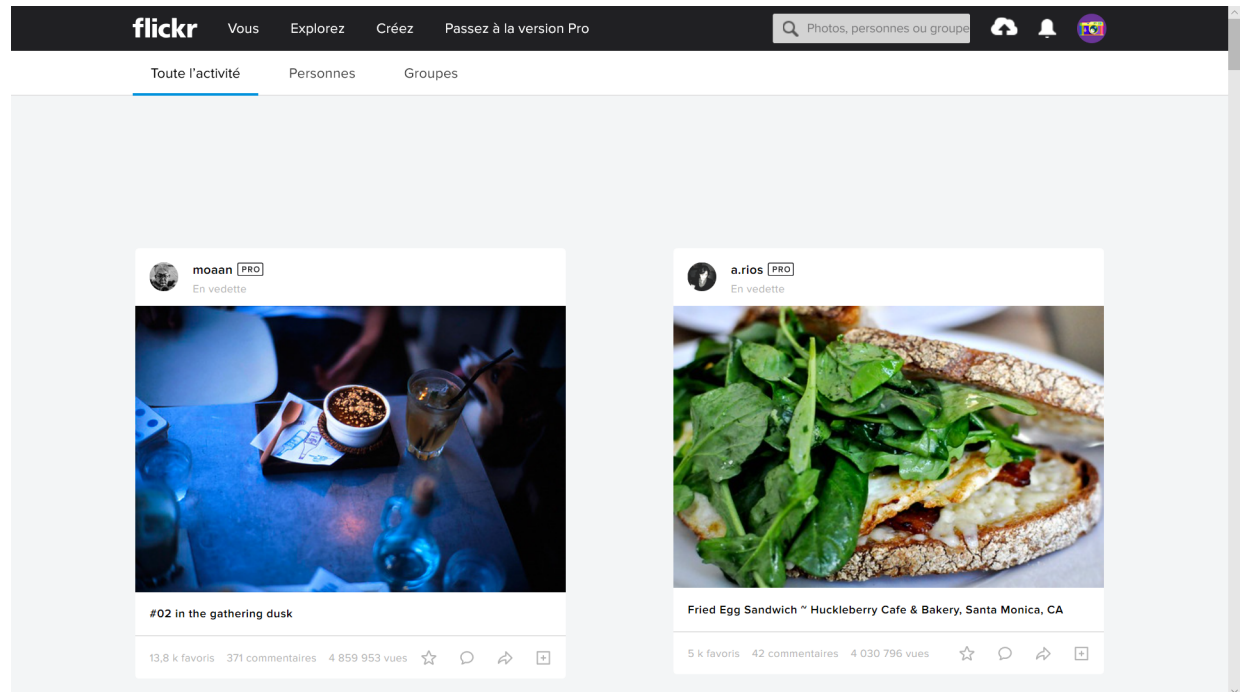 flickr Vous Explorez Créez Passez à la version Pro Photos, personnes ou groupe
Toute l’activité Personnes Groupes
moaan PRO
En vedette
#02 in the gathering dusk
13,8 k favoris 371 commentaires 4 859 953 vues
a.rios PRO
En vedette
Fried Egg Sandwich ~ Huckleberry Cafe & Bakery, Santa Monica, CA
5 k favoris 42 commentaires 4 030 796 vues